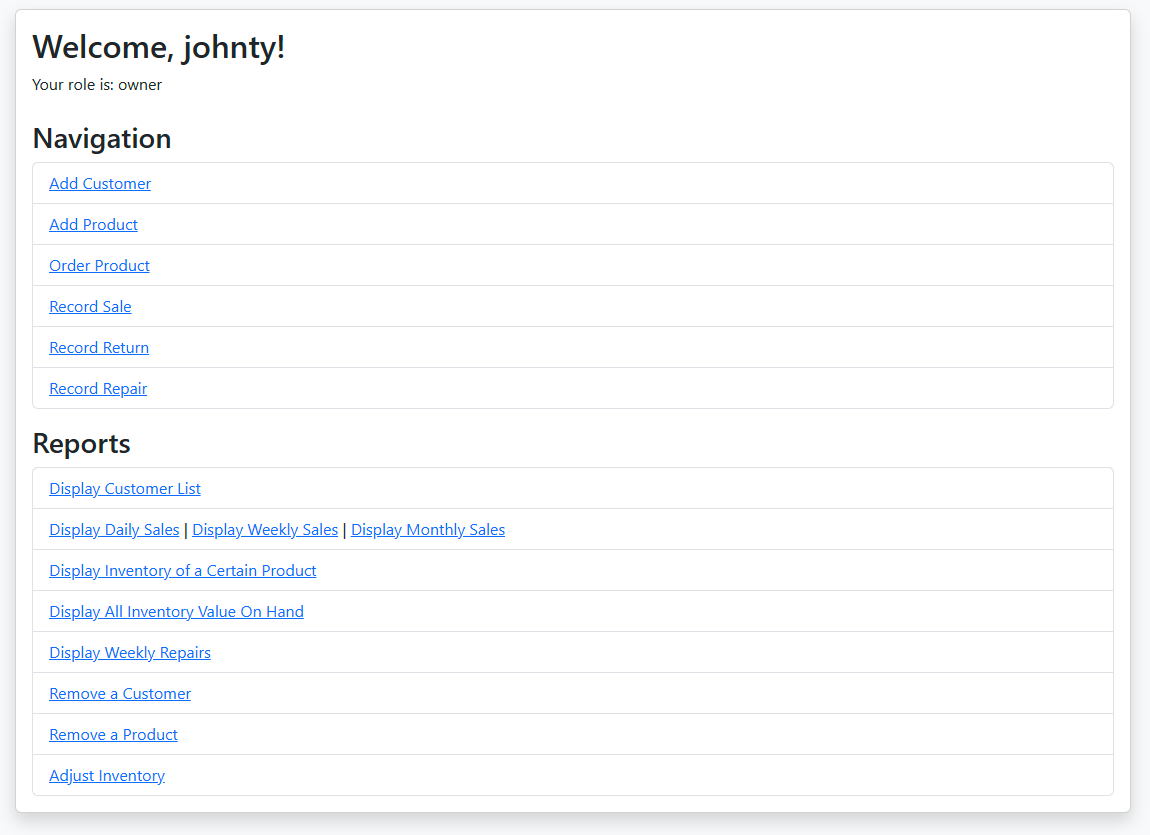 Welcome, johnty!
Your role is: owner
Navigation
Add Customer
Add Product
Order Product
Record Sale
Record Return
Record Repair
Reports
Display Customer List
Display Daily Sales | Display Weekly Sales | Display Monthly Sales
Display Inventory of a Certain Product
Display All Inventory Value On Hand
Display Weekly Repairs
Remove a Customer
Remove a Product
Adjust Inventory